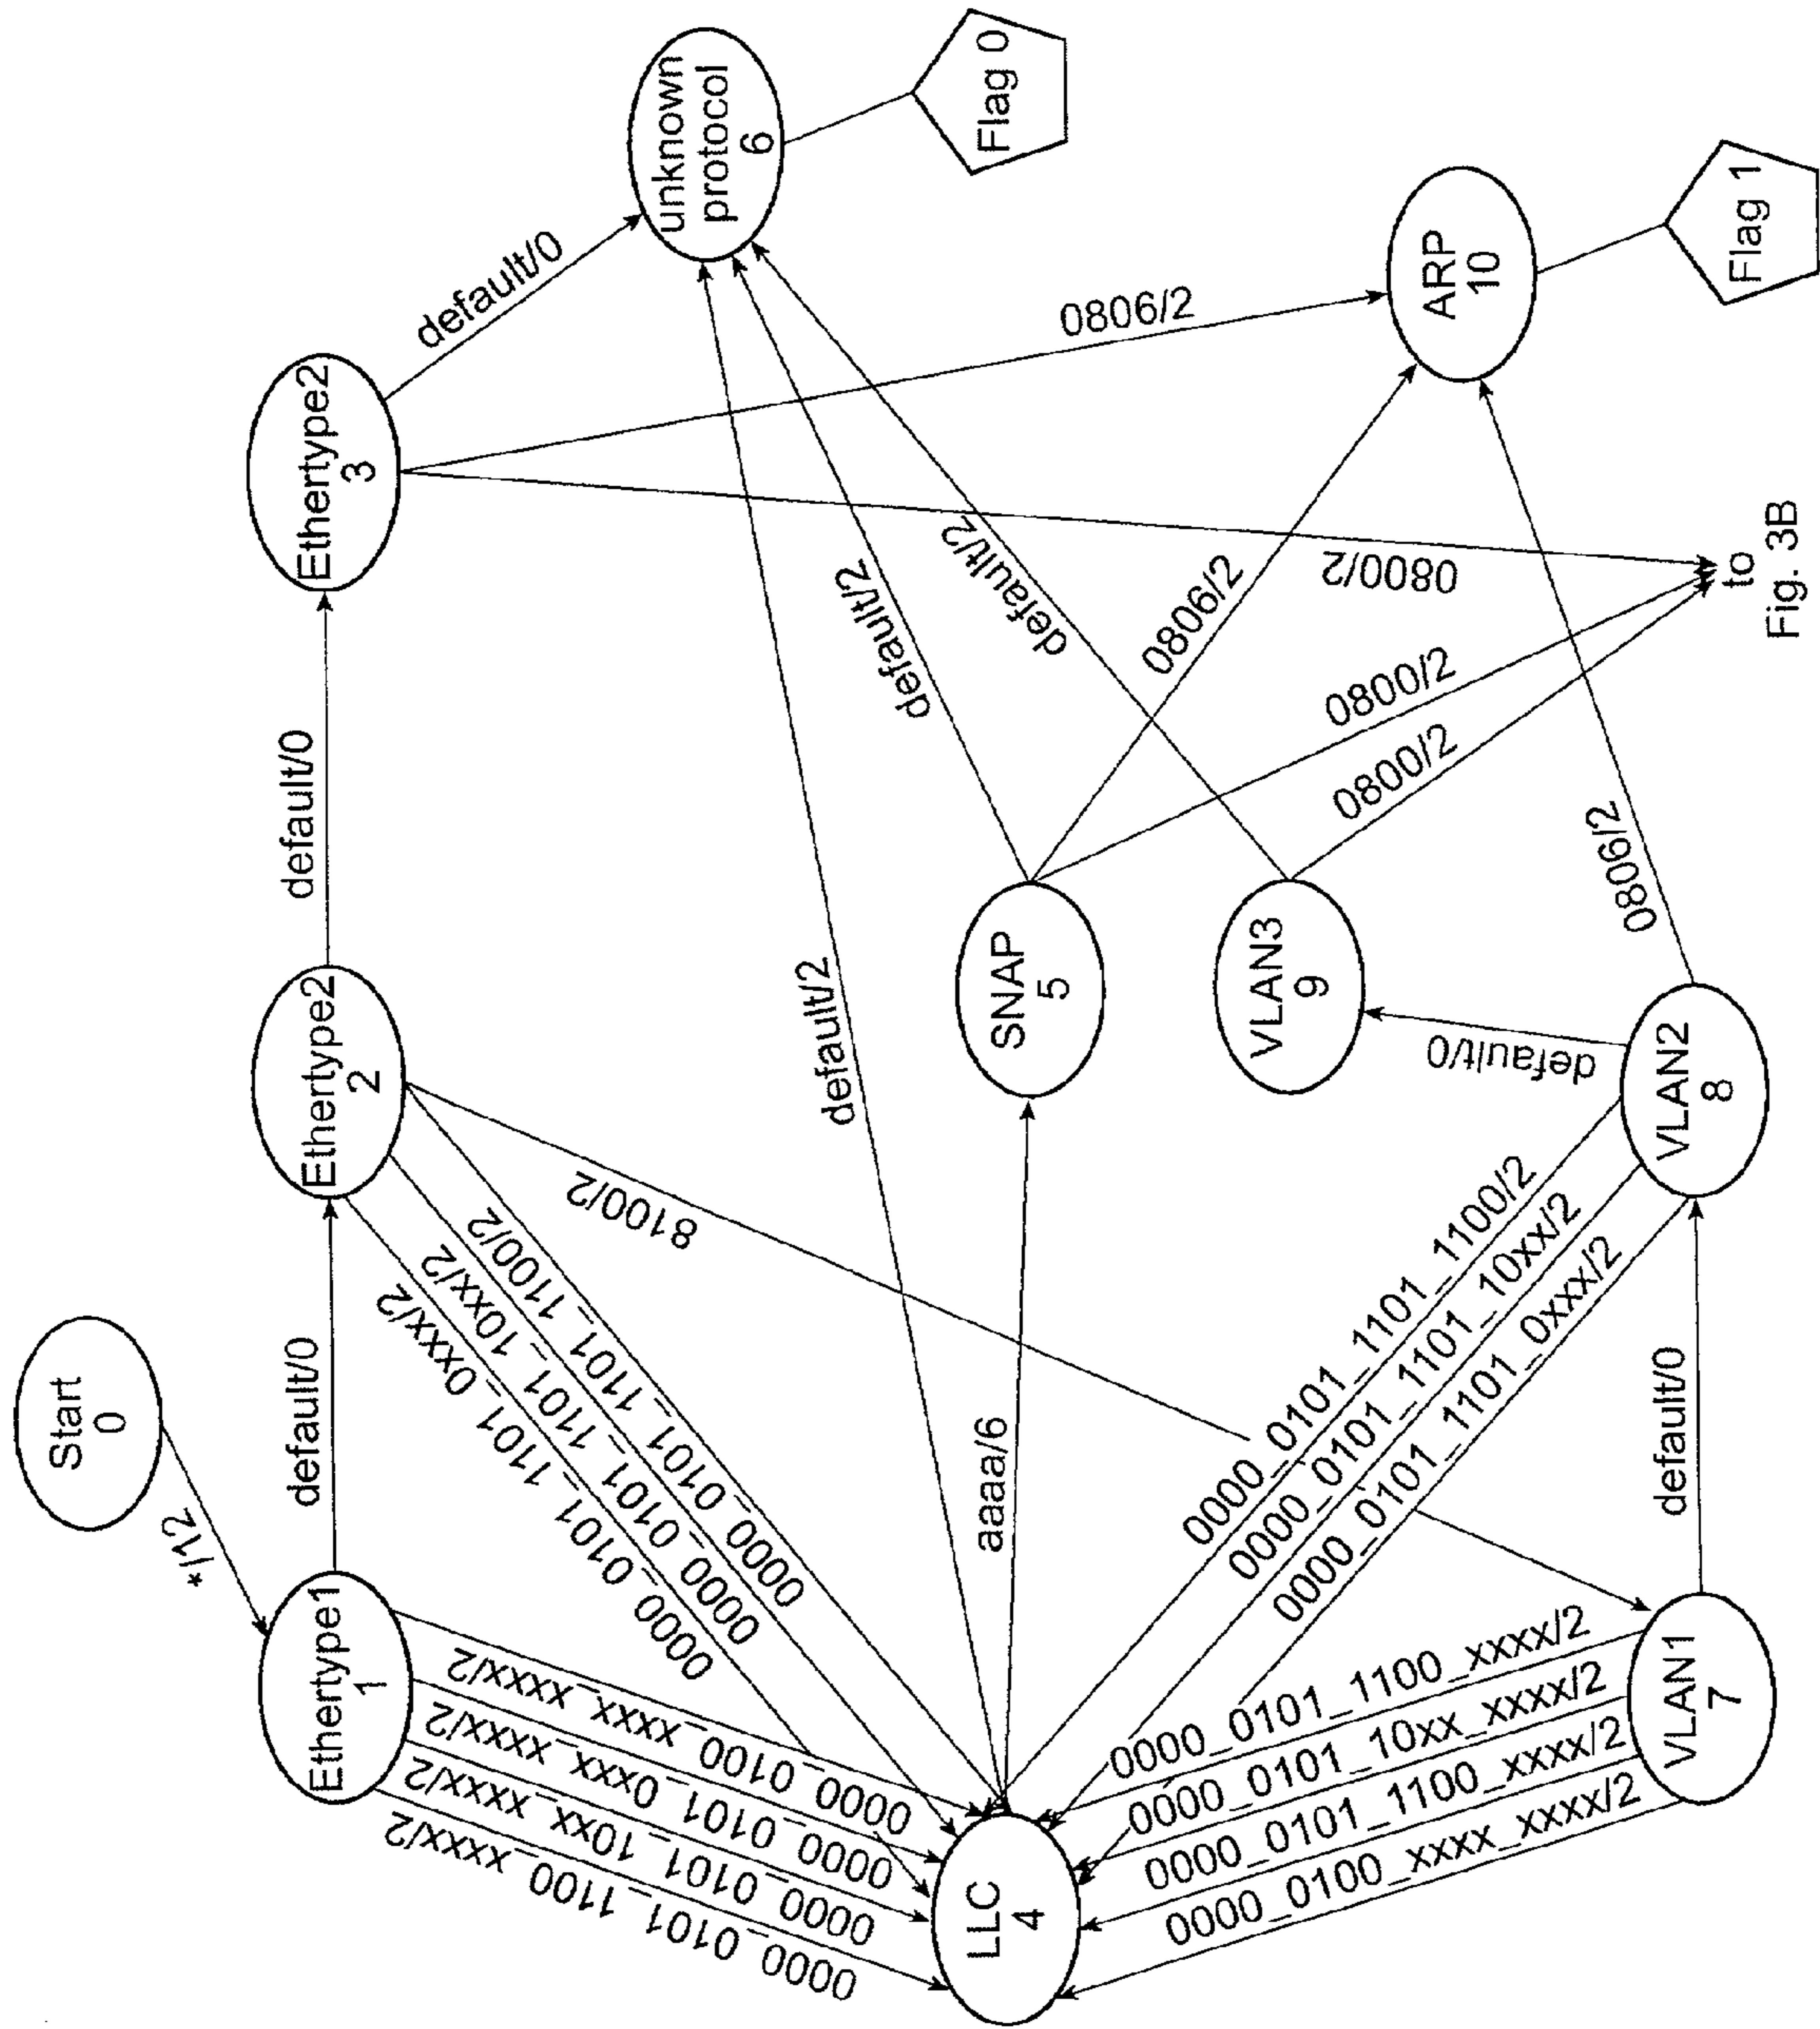 Start
0
*/12
Ethertype1
1
default/0
Ethertype2
2
default/0
Ethertype2
3
default/0
unknown
protocol
6
Flag 0
0000_0101_1100_xxxx/2
0000_0101_10xx_xxxx/2
0000_0101_0xxx_xxxx/2
0000_0100_xxxx_xxxx/2
0000_0101_1101_0xxx/2
0000_0101_1101_10xx/2
0000_0101_1101_1100/2
8100/2
default/2
default/2
default/2
0806/2
0800/2
LLC
4
aaaa/6
SNAP
5
0806/2
0800/2
VLAN3
9
0800/2
ARP
10
Flag 1
to
Fig. 3B
0000_0101_1101_1100/2
0000_0101_1101_10xx/2
0000_0101_1101_0xxx/2
default/0
0806/2
0000_0101_1100_xxxx/2
0000_0101_10xx_xxxx/2
0000_0101_1100_xxxx/2
0000_0100_xxxx_xxxx/2
VLAN1
7
default/0
VLAN2
8